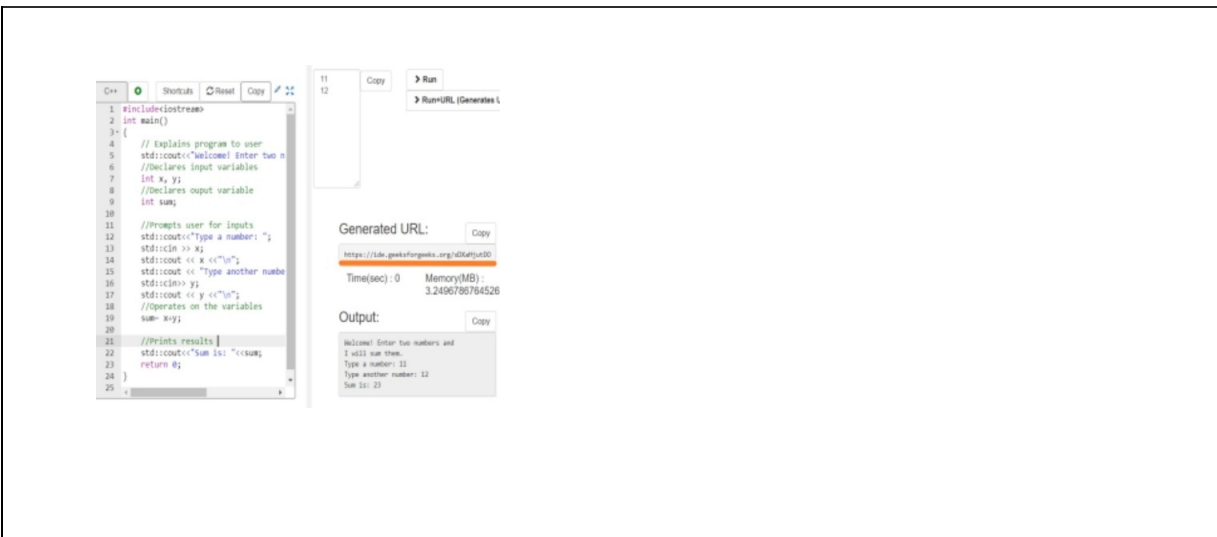 C++ Shortcuts Reset Copy
1 #include<iostream>
2 int main()
3 {
4 // Explains program to user
5 std::cout<<"Welcome! Enter two n
6 //Declares input variables
7 int x, y;
8 //Declares ouput variable
9 int sum;
10
11 //Prompts user for inputs
12 std::cout<<"Type a number: ";
13 std::cin >> x;
14 std::cout << x <<"\n";
15 std::cout << "Type another numbe
16 std::cin>> y;
17 std::cout << y <<"\n";
18 //Operates on the variables
19 sum= x+y;
20
21 //Prints results
22 std::cout<<"Sum is: "<<sum;
23 return 0;
24 }
25
11
12
Copy
Run
Run+URL (Generates U
Generated URL:
Copy
Time(sec) : 0
Memory(MB) :
3.2496786764526
Output:
Copy
Welcome! Enter two numbers and
I will sum them.
Type a number: 11
Type another number: 12
Sum is: 23